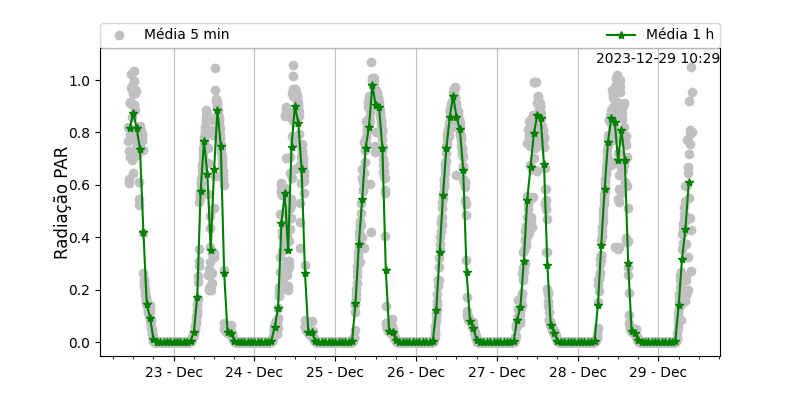 Média 5 min
Média 1 h
2023-12-29 10:29
Radiação PAR
1.0
0.8
0.6
0.4
0.2
0.0
23 - Dec
24 - Dec
25 - Dec
26 - Dec
27 - Dec
28 - Dec
29 - Dec